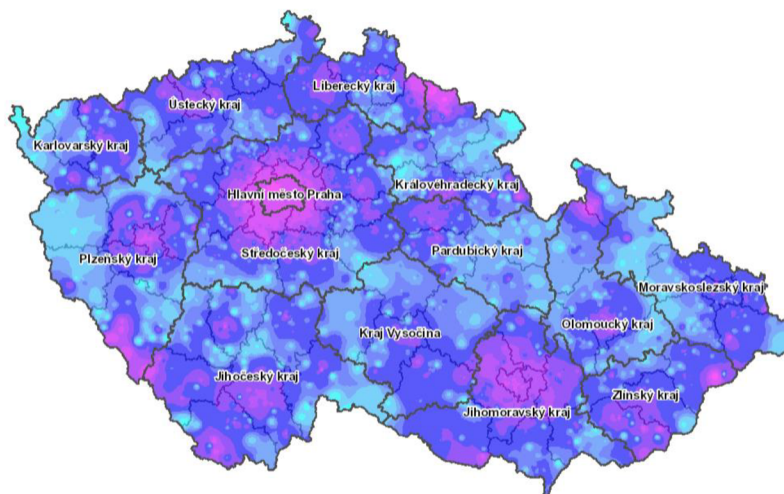 Liberecký kraj
Ústecký kraj
Karlovarský kraj
Královéhradecký kraj
Hlavní město Praha
Středočeský kraj
Pardubický kraj
Plzeňský kraj
Moravskoslezský kraj
Olomoucký kraj
Kraj Vysočina
Jihočeský kraj
Zlínský kraj
Jihomoravský kraj